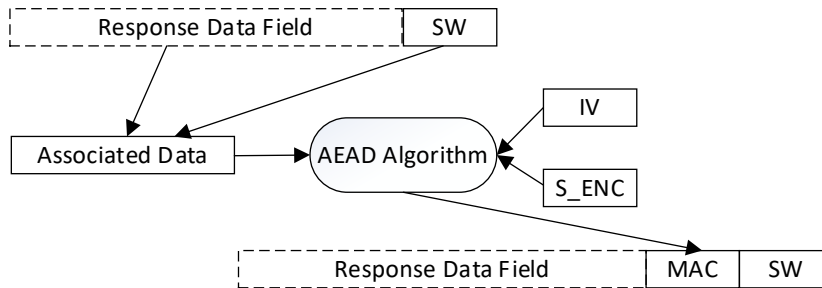 Response Data Field SW
IV
Associated Data AEAD Algorithm
S_ENC
Response Data Field MAC SW